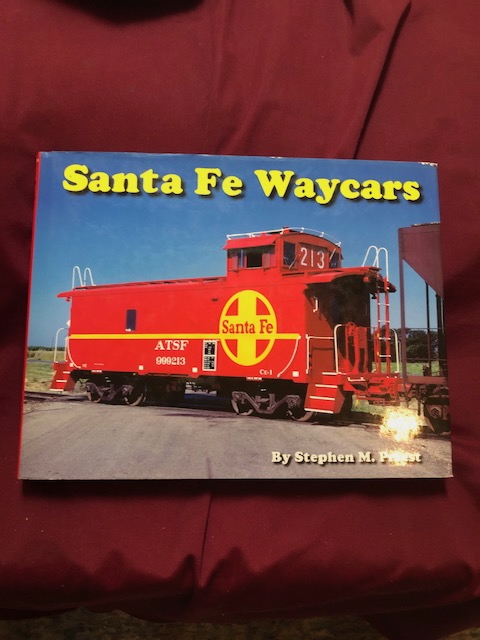 Santa Fe Waycars
213
Santa Fe
ATSF
999213
Ce-1
By Stephen M.